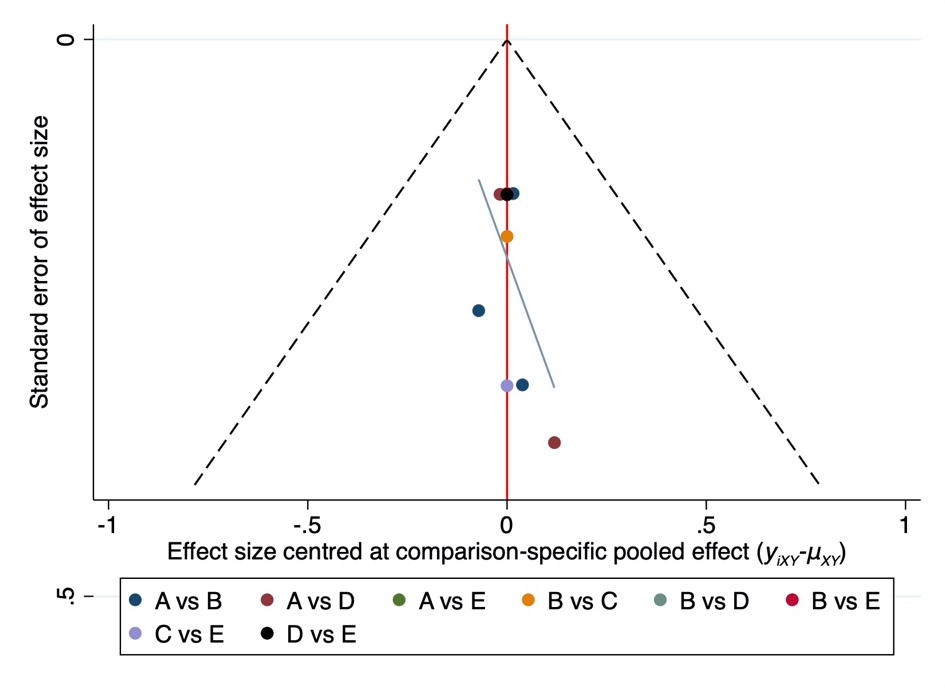 0
Standard error of effect size
.5
-1 -.5 0 .5 1
Effect size centred at comparison-specific pooled effect (yiXY-μXY)
A vs B A vs D A vs E B vs C B vs D B vs E
C vs E D vs E